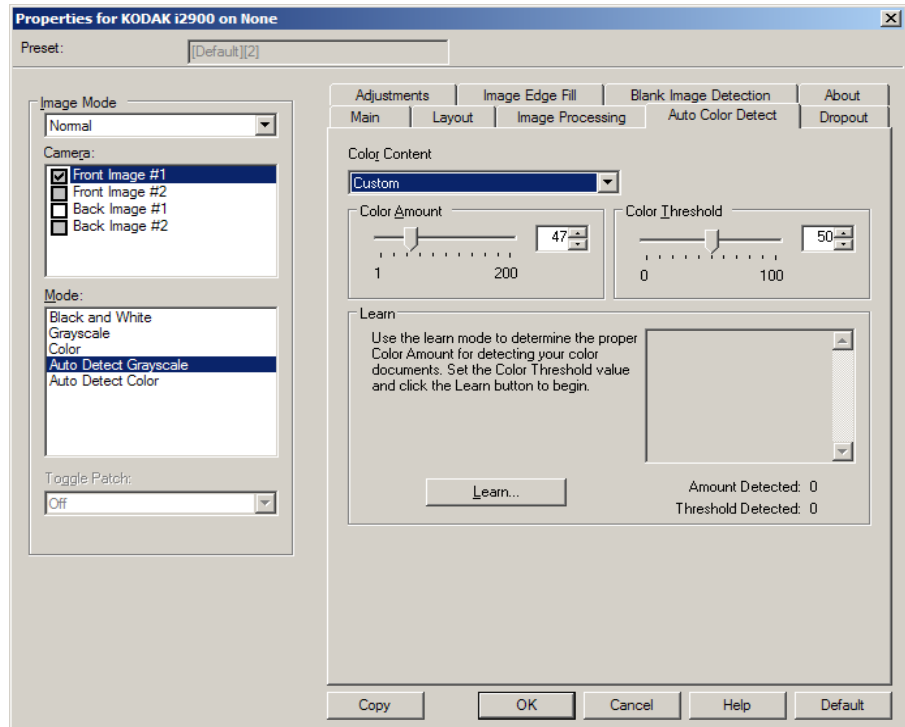 Properties for KODAK i2900 on None
Preset:
[Default][2]
Image Mode
Normal
Camera:
Front Image #1
Front Image #2
Back Image #1
Back Image #2
Mode:
Black and White
Grayscale
Color
Auto Detect Grayscale
Auto Detect Color
Toggle Patch:
Off
Adjustments Image Edge Fill Blank Image Detection About
Main Layout Image Processing Auto Color Detect Dropout
Color Content
Custom
Color Amount
47
1 200
Color Threshold
50
0 100
Learn
Use the learn mode to determine the proper
Color Amount for detecting your color
documents. Set the Color Threshold value
and click the Learn button to begin.
Learn...
Amount Detected: 0
Threshold Detected: 0
Copy OK Cancel Help Default